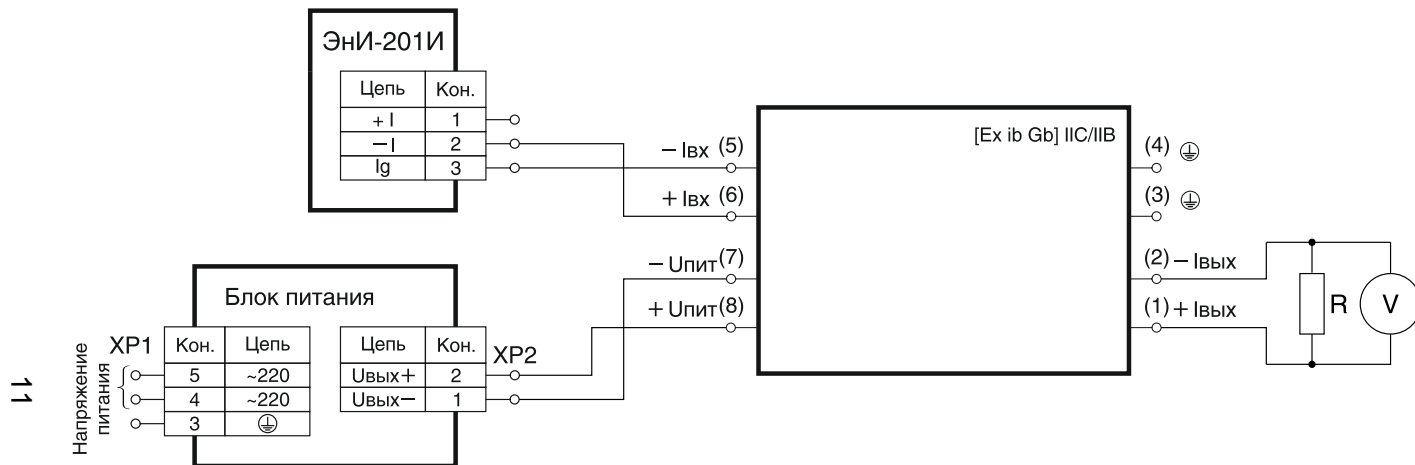 ЭнИ-201И
Цепь Кон.
+ I 1
− I 2
Ig 3
[Ex ib Gb] IIC/IIB
− Iвх (5)
+ Iвх (6)
− Uпит (7)
+ Uпит (8)
(4)
(3)
(2) − Iвых
(1) + Iвых
R
V
Блок питания
XP1
Кон. Цепь
5 ~220
4 ~220
3
Цепь Кон.
Uвых+ 2
Uвых− 1
XP2
Напряжение
питания
11